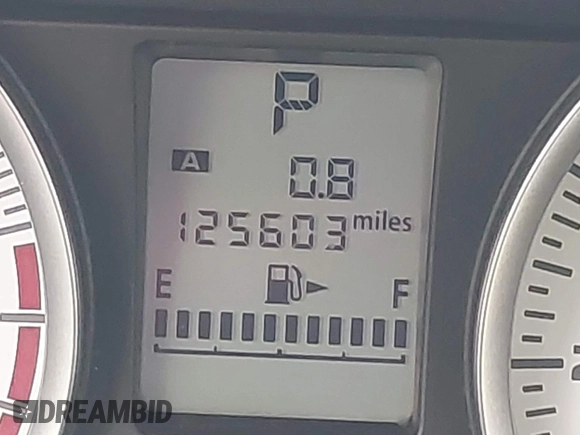 P
A 0.8
125603 miles
E F
DREAMBID